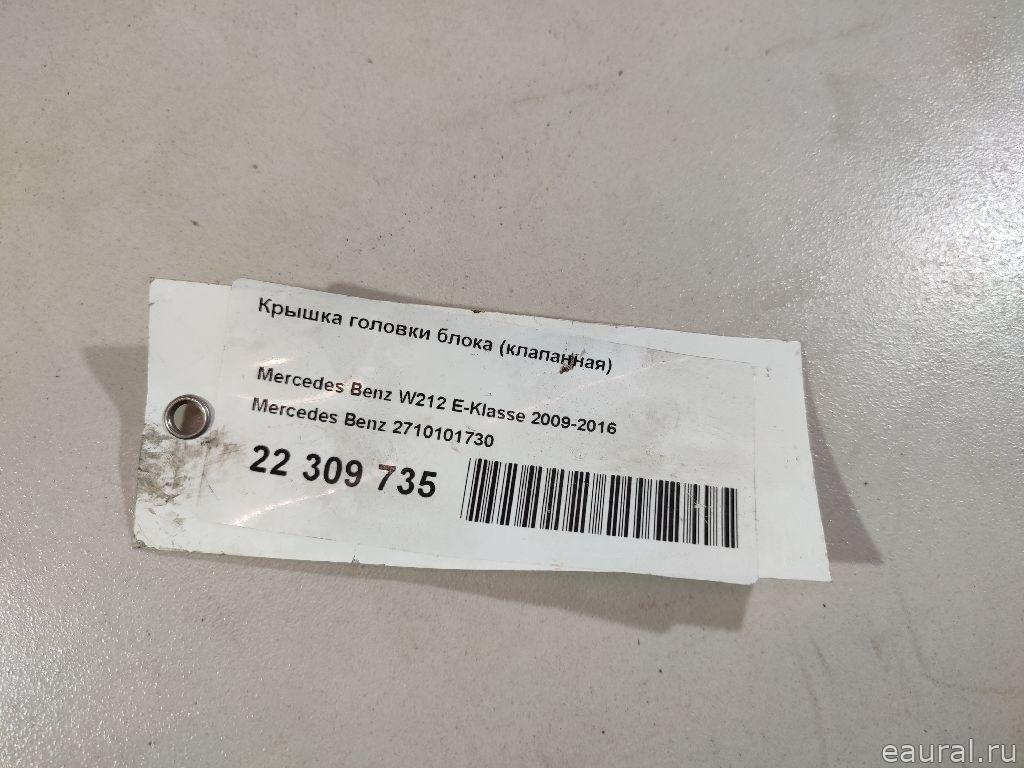 Крышка головки блока (клапанная)
Mercedes Benz W212 E-Klasse 2009-2016
Mercedes Benz 2710101730
22 309 735
eaural.ru